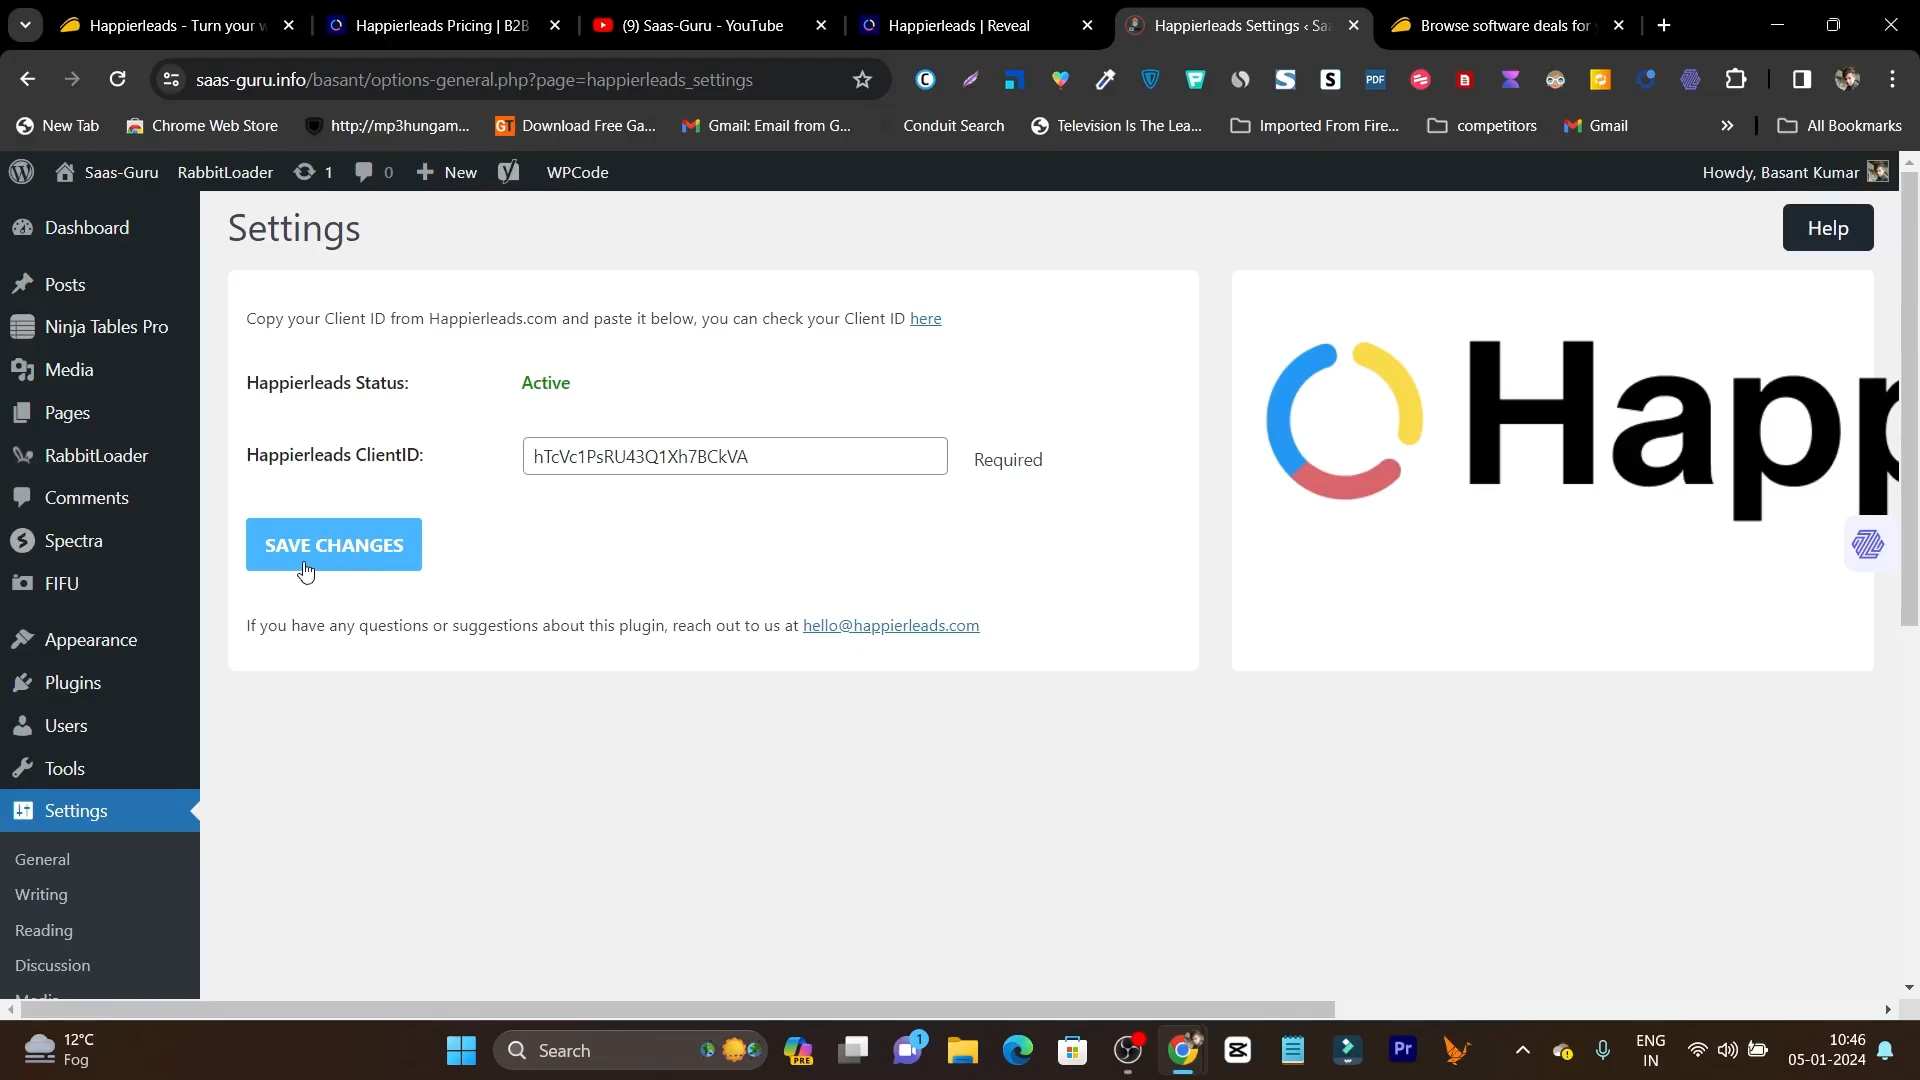 Happierleads - Turn your w
Happierleads Pricing | B2B
(9) Saas-Guru - YouTube
Happierleads | Reveal
Happierleads Settings ‹ Saa
Browse software deals for
saas-guru.info/basant/options-general.php?page=happierleads_settings
New Tab
Chrome Web Store
http://mp3hungam...
Download Free Ga...
Gmail: Email from G...
Conduit Search
Television Is The Lea...
Imported From Fire...
competitors
Gmail
All Bookmarks
Saas-Guru
RabbitLoader
1
0
New
WPCode
Howdy, Basant Kumar
Dashboard
Posts
Ninja Tables Pro
Media
Pages
RabbitLoader
Comments
Spectra
FIFU
Appearance
Plugins
Users
Tools
Settings
General
Writing
Reading
Discussion
Media
Settings
Help
Copy your Client ID from Happierleads.com and paste it below, you can check your Client ID here
Happierleads Status: Active
Happierleads ClientID: hTcVc1PsRU43Q1Xh7BCkVA Required
SAVE CHANGES
If you have any questions or suggestions about this plugin, reach out to us at hello@happierleads.com
Happ
12°C
Fog
Search
PRE
1
Pr
ENG
IN
10:46
05-01-2024